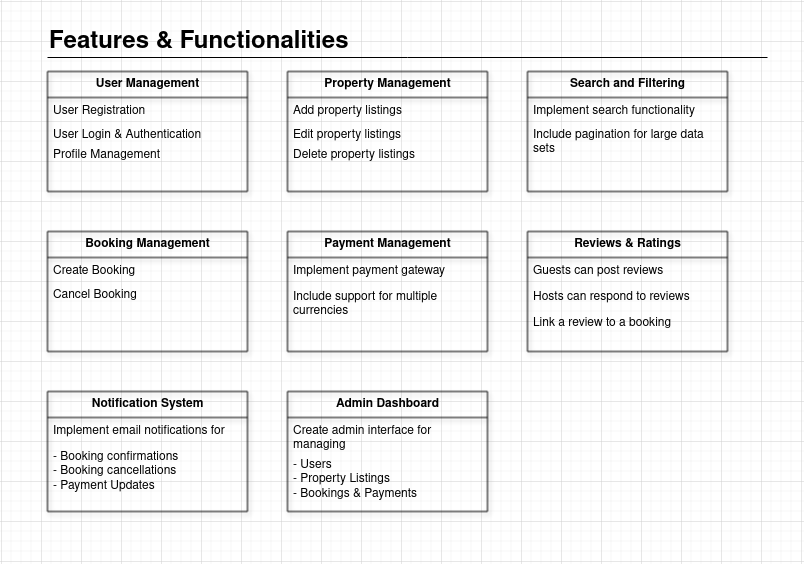 Features & Functionalities
User Management
User Registration
User Login & Authentication
Profile Management
Property Management
Add property listings
Edit property listings
Delete property listings
Search and Filtering
Implement search functionality
Include pagination for large data
sets
Booking Management
Create Booking
Cancel Booking
Payment Management
Implement payment gateway
Include support for multiple
currencies
Reviews & Ratings
Guests can post reviews
Hosts can respond to reviews
Link a review to a booking
Notification System
Implement email notifications for
- Booking confirmations
- Booking cancellations
- Payment Updates
Admin Dashboard
Create admin interface for
managing
- Users
- Property Listings
- Bookings & Payments